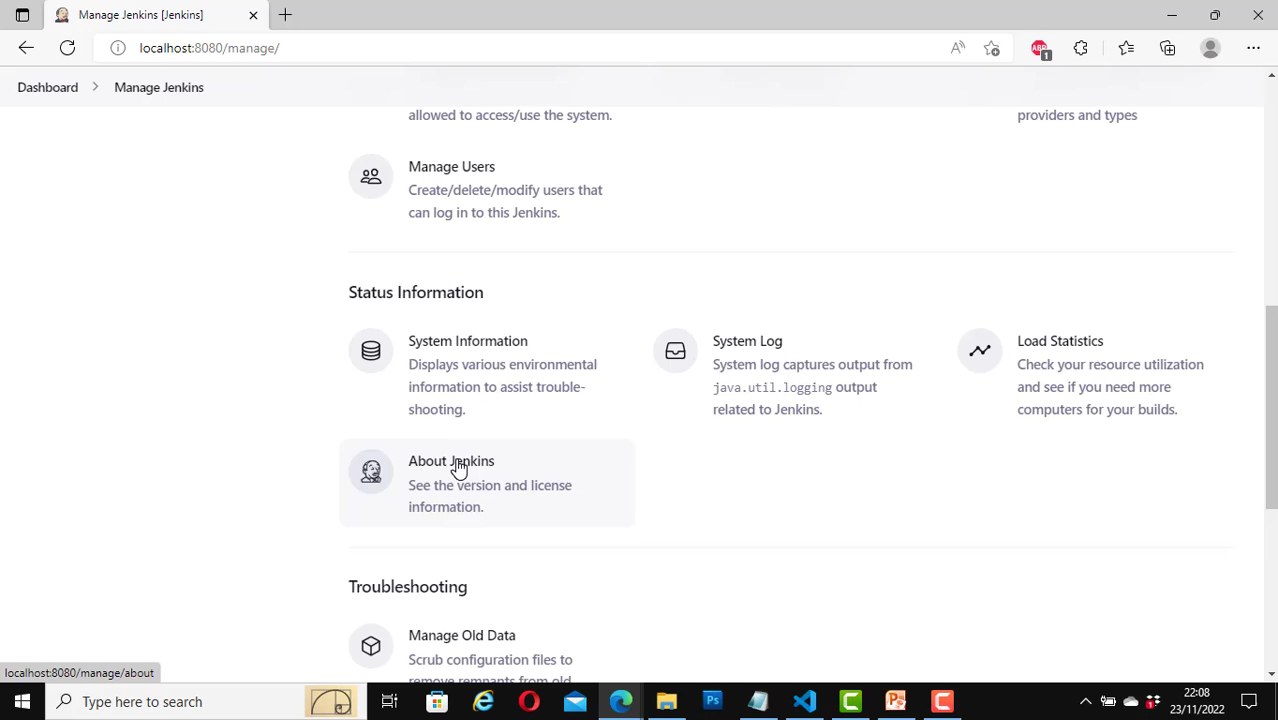 Manage Jenkins [Jenkins]
localhost:8080/manage/
Dashboard
Manage Jenkins
allowed to access/use the system.
providers and types
Manage Users
Create/delete/modify users that
can log in to this Jenkins.
Status Information
System Information
Displays various environmental
information to assist trouble-
shooting.
System Log
System log captures output from
java.util.logging output
related to Jenkins.
Load Statistics
Check your resource utilization
and see if you need more
computers for your builds.
About Jenkins
See the version and license
information.
Troubleshooting
Manage Old Data
Scrub configuration files to
remove remnants from old
localhost:8080/manage/about
Type here to search
22:08
23/11/2022